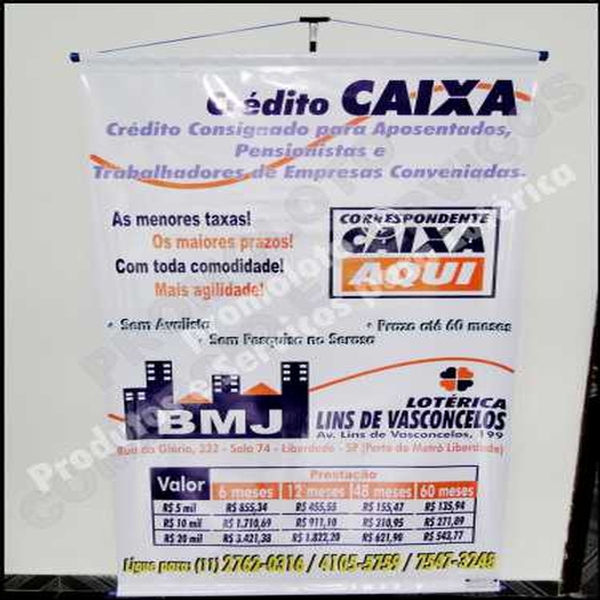 Crédito CAIXA
Crédito Consignado para Aposentados,
Pensionistas e
Trabalhadores de Empresas Conveniadas.
As menores taxas!
Os maiores prazos!
Com toda comodidade!
Mais agilidade!
CORRESPONDENTE
CAIXA
AQUI
• Sem Avalista
• Prazo até 60 meses
• Sem Pesquisa no Serasa
BMJ
LOTÉRICA
LINS DE VASCONCELOS
Av. Lins de Vasconcelos, 199
Rua da Glória, 332 - Sala 74 - Liberdade - SP (Perto do Metrô Liberdade)
Valor Prestação
6 meses 12 meses 48 meses 60 meses
R$ 5 mil R$ 855,34 R$ 455,55 R$ 155,47 R$ 135,94
R$ 10 mil R$ 1.710,69 R$ 911,10 R$ 310,95 R$ 271,89
R$ 20 mil R$ 3.421,38 R$ 1.822,20 R$ 621,90 R$ 543,77
Ligue para: (11) 2762-0316 / 4105-5759 / 7547-3248